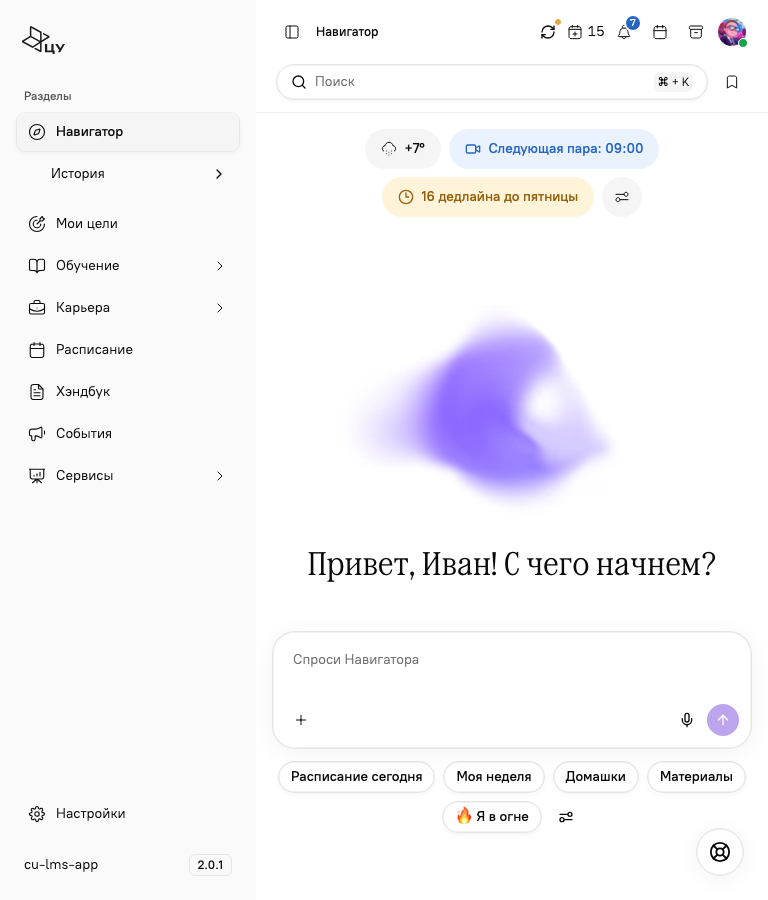 ЦУ
Навигатор
15
7
Поиск
⌘ + K
Разделы
Навигатор
История
Мои цели
Обучение
Карьера
Расписание
Хэндбук
События
Сервисы
Настройки
cu-lms-app
2.0.1
+7°
Следующая пара: 09:00
16 дедлайна до пятницы
Привет, Иван! С чего начнем?
Спроси Навигатора
Расписание сегодня
Моя неделя
Домашки
Материалы
🔥 Я в огне